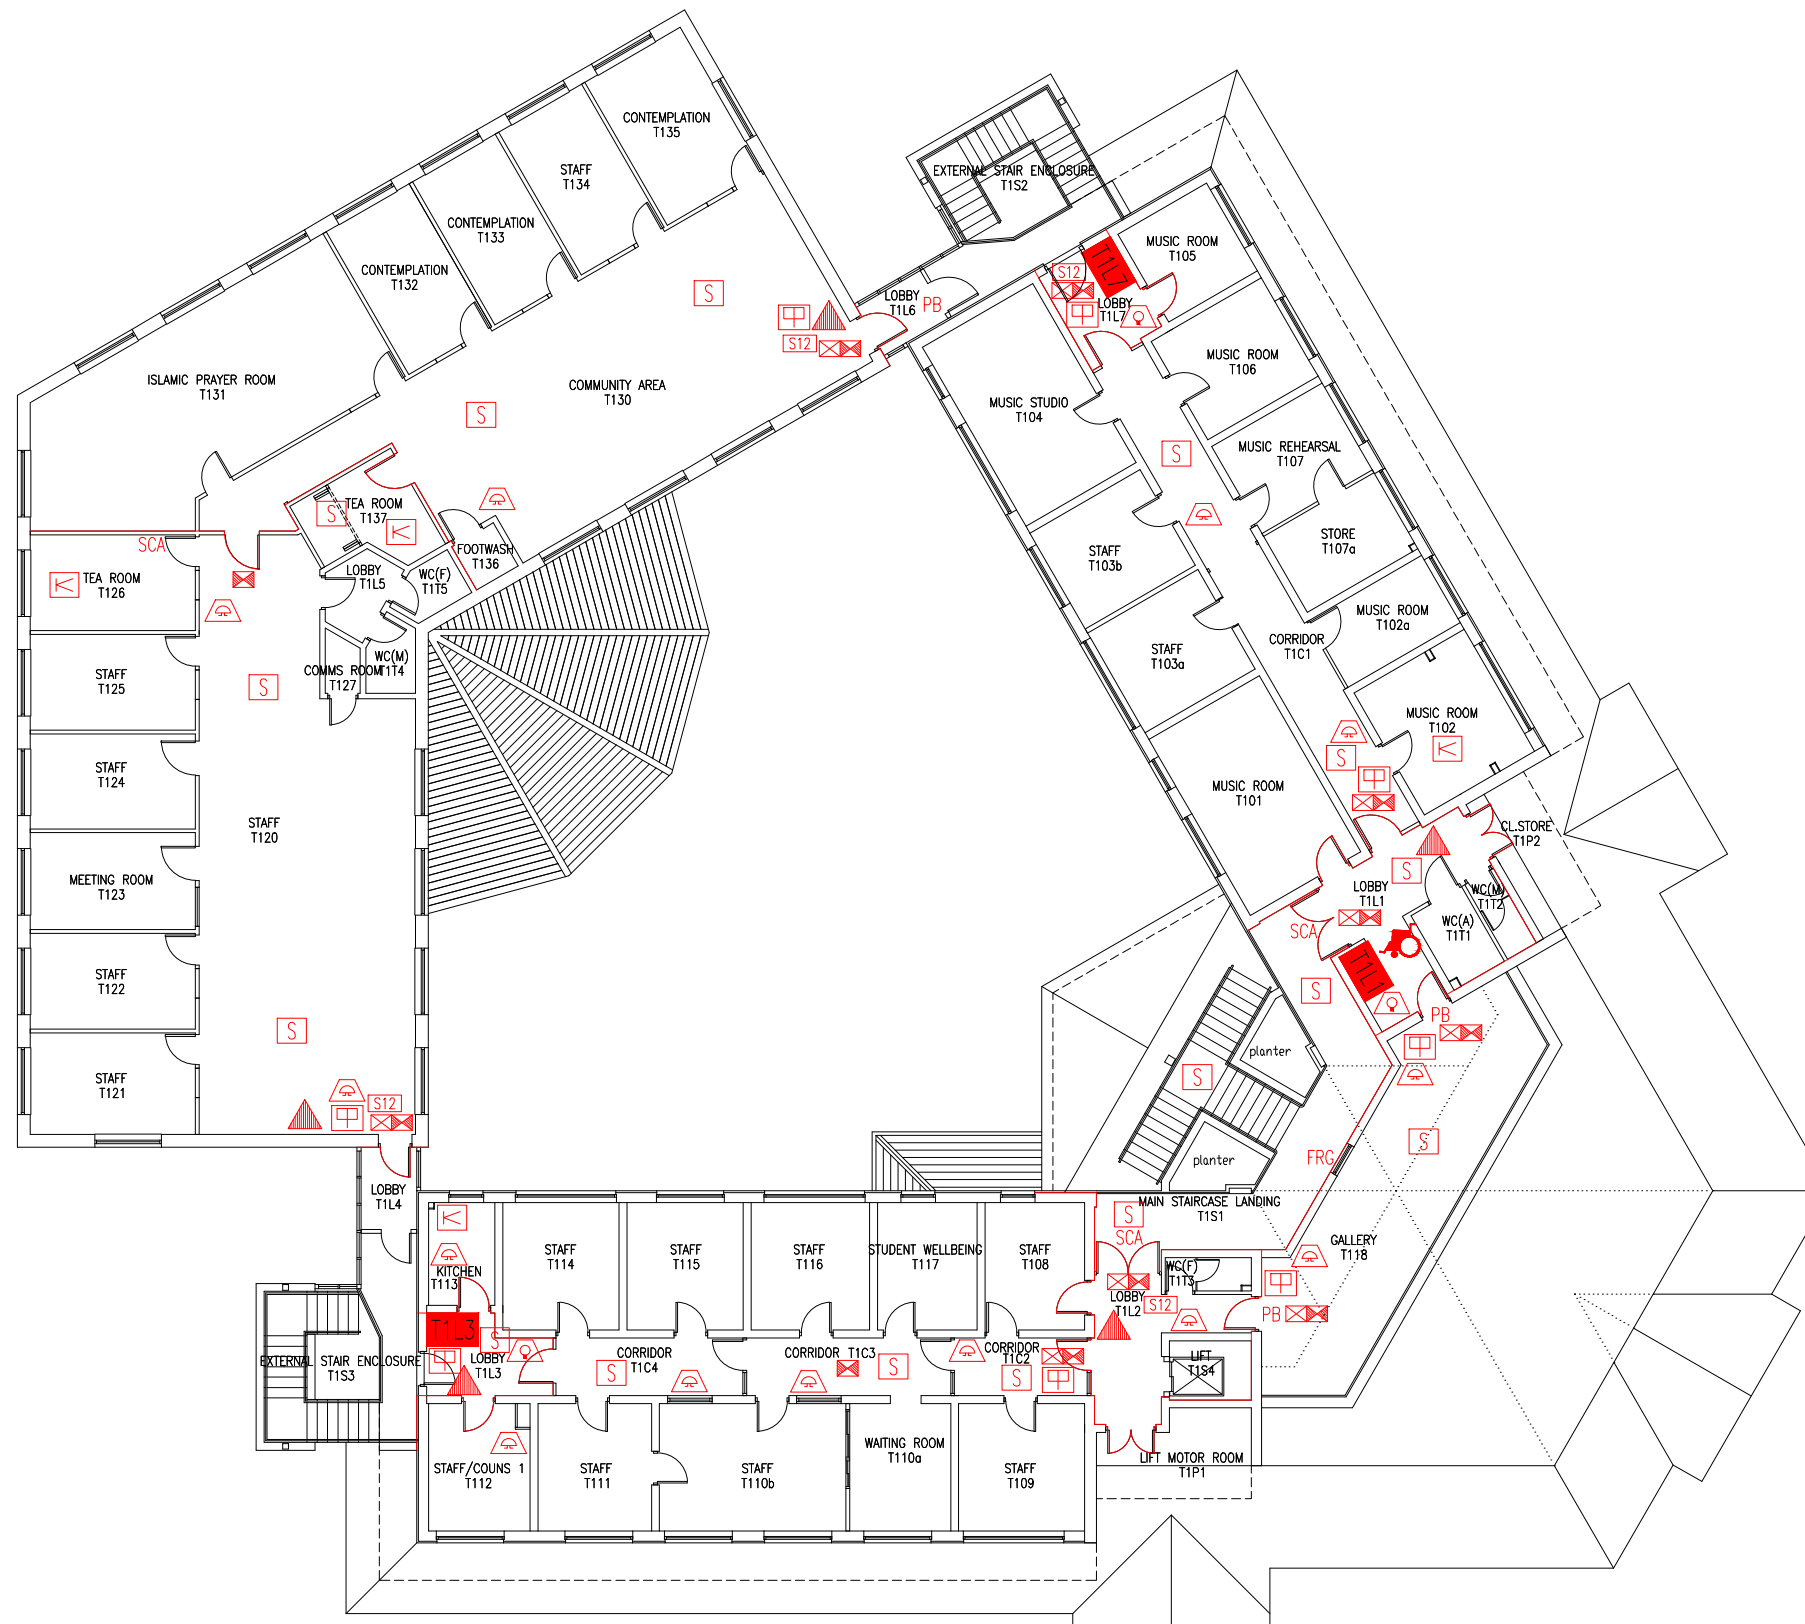 CONTEMPLATION
T135
STAFF
T134
CONTEMPLATION
T133
CONTEMPLATION
T132
ISLAMIC PRAYER ROOM
T131
COMMUNITY AREA
T130
S
S
S12
LOBBY
T1L6
PB
EXTERNAL STAIR ENCLOSURE
T1S2
MUSIC ROOM
T105
T1L7
S12
LOBBY
T1L7
MUSIC ROOM
T106
MUSIC STUDIO
T104
S
MUSIC REHEARSAL
T107
STORE
T107a
STAFF
T103b
MUSIC ROOM
T102a
CORRIDOR
T1C1
STAFF
T103a
MUSIC ROOM
T102
S
MUSIC ROOM
T101
CL.STORE
T1P2
S
LOBBY
T1L1
WC(M)
T1T2
WC(A)
T1T1
SCA
T1L1
S
PB
planter
S
planter
S
FRG
MAIN STAIRCASE LANDING
T1S1
GALLERY
T118
S
SCA
WC(F)
T1T3
LOBBY
T1L2
S12
PB
LIFT
T1S4
LIFT MOTOR ROOM
T1P1
TEA ROOM
T137
S
FOOTWASH
T136
LOBBY
T1L5
WC(F)
T1T5
SCA
TEA ROOM
T126
STAFF
T125
S
COMMS ROOM
T127
WC(M)
T1T4
STAFF
T124
STAFF
T120
MEETING ROOM
T123
STAFF
T122
S
STAFF
T121
S12
LOBBY
T1L4
KITCHEN
T113
STAFF
T114
STAFF
T115
STAFF
T116
STUDENT WELLBEING
T117
STAFF
T108
T1L3
S
LOBBY
T1L3
EXTERNAL STAIR ENCLOSURE
T1S3
CORRIDOR
T1C4
S
CORRIDOR T1C3
S
CORRIDOR
T1C2
S
STAFF/COUNS 1
T112
STAFF
T111
STAFF
T110b
WAITING ROOM
T110a
STAFF
T109